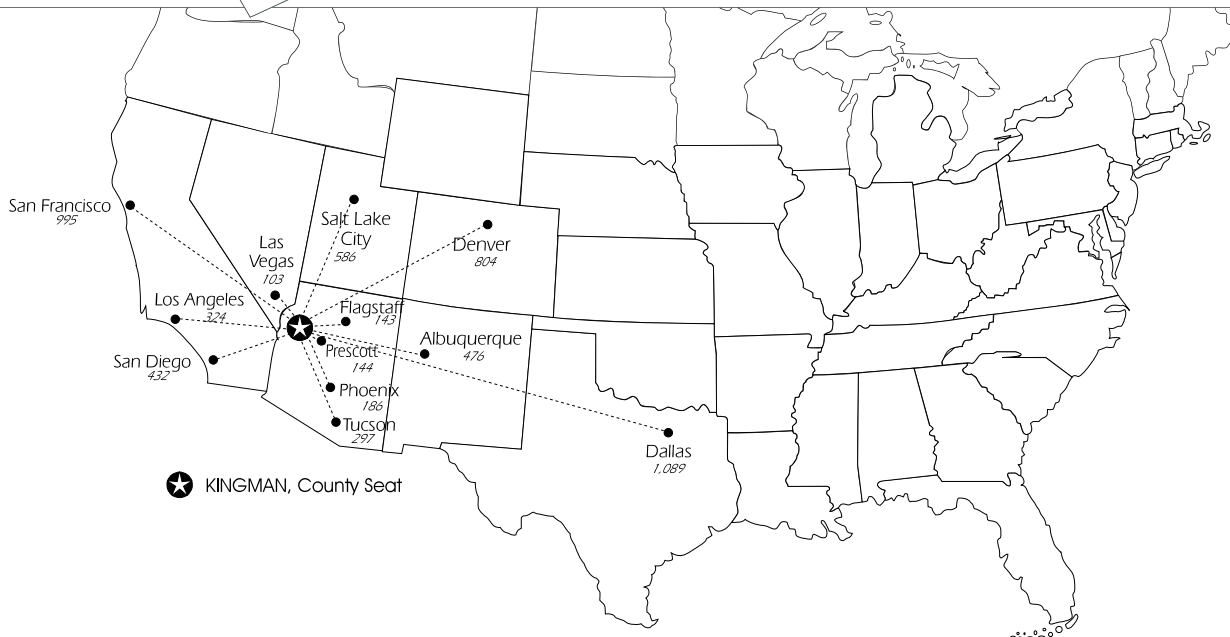 San Francisco
995
Salt Lake
City
586
Denver
804
Las
Vegas
103
Los Angeles
324
Flagstaff
143
San Diego
432
Prescott
144
Albuquerque
476
Phoenix
186
Tucson
297
Dallas
1,089
KINGMAN, County Seat